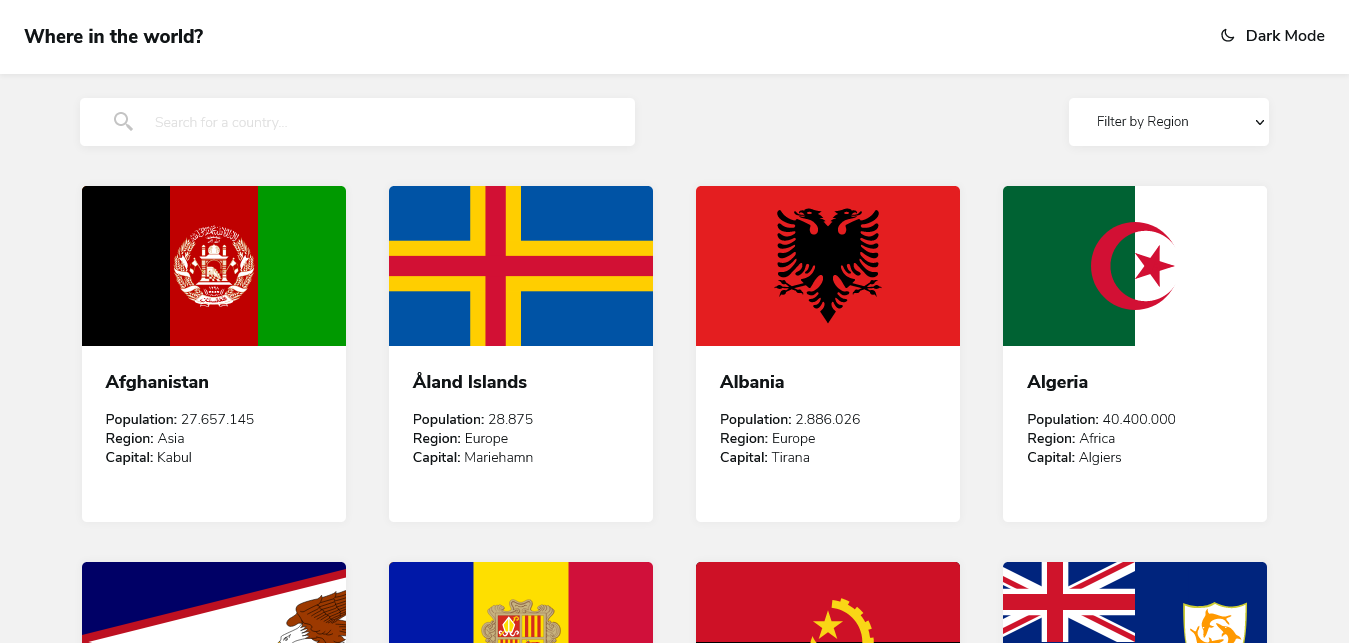 Where in the world?
Dark Mode
Search for a country...
Filter by Region
Afghanistan
Population: 27.657.145
Region: Asia
Capital: Kabul
Åland Islands
Population: 28.875
Region: Europe
Capital: Mariehamn
Albania
Population: 2.886.026
Region: Europe
Capital: Tirana
Algeria
Population: 40.400.000
Region: Africa
Capital: Algiers